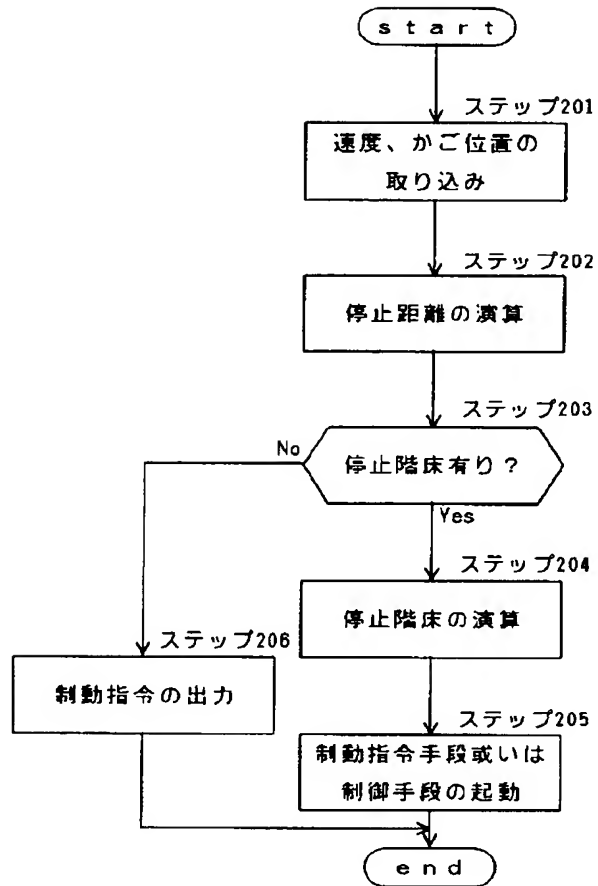 start
ステップ201
速度、かご位置の
取り込み
ステップ202
停止距離の演算
ステップ203
No
停止階床有り？
Yes
ステップ204
停止階床の演算
ステップ206
制動指令の出力
ステップ205
制動指令手段或いは
制御手段の起動
end